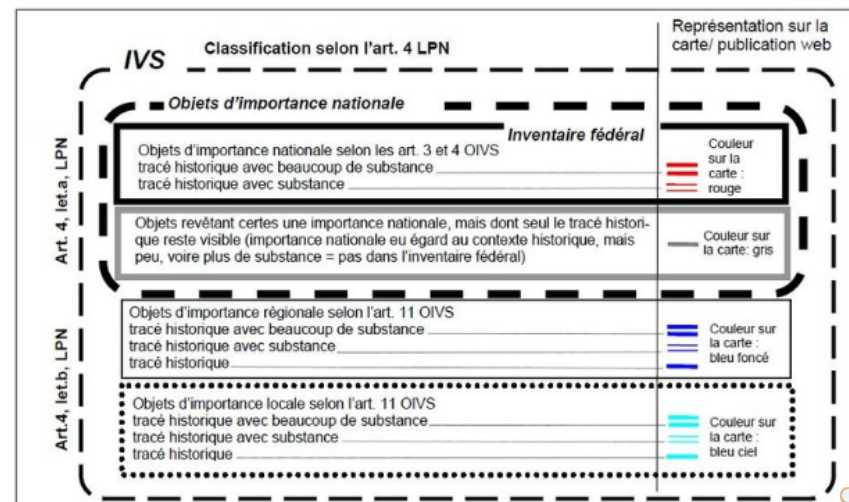 Représentation sur la
carte/ publication web
IVS
Classification selon l'art. 4 LPN
Objets d'importance nationale
Art. 4, let.a, LPN
Inventaire fédéral
Objets d'importance nationale selon les art. 3 et 4 OIVS
tracé historique avec beaucoup de substance
tracé historique avec substance
Couleur
sur la
carte :
rouge
Objets revêtant certes une importance nationale, mais dont seul le tracé histori-
que reste visible (importance nationale eu égard au contexte historique, mais
peu, voire plus de substance = pas dans l'inventaire fédéral)
Couleur sur
la carte: gris
Art.4, let.b, LPN
Objets d'importance régionale selon l'art. 11 OIVS
tracé historique avec beaucoup de substance
tracé historique avec substance
tracé historique
Couleur sur
la carte :
bleu foncé
Objets d'importance locale selon l'art. 11 OIVS
tracé historique avec beaucoup de substance
tracé historique avec substance
tracé historique
Couleur sur
la carte :
bleu ciel